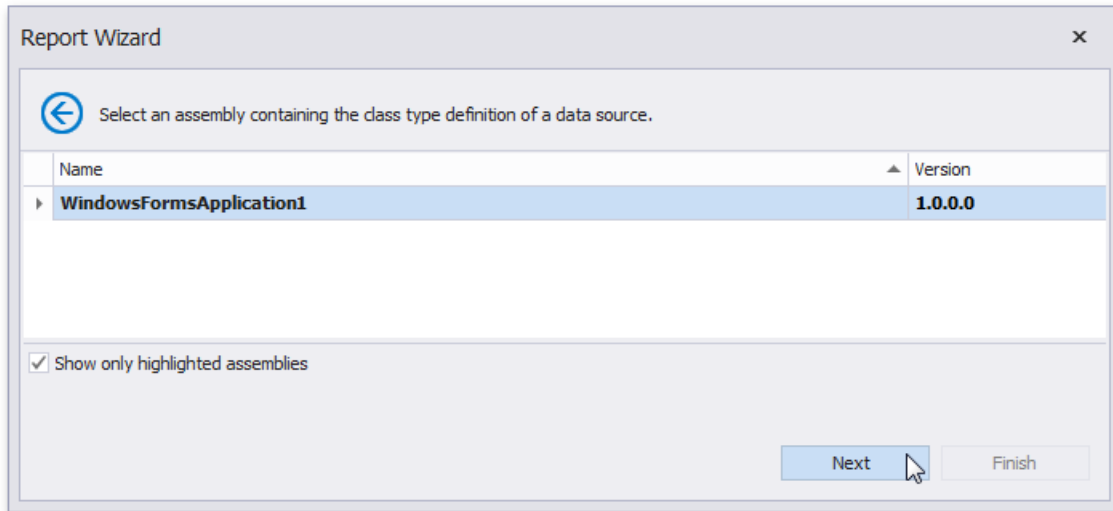 Report Wizard
Select an assembly containing the class type definition of a data source.
Name Version
WindowsFormsApplication1 1.0.0.0
Show only highlighted assemblies
Next Finish